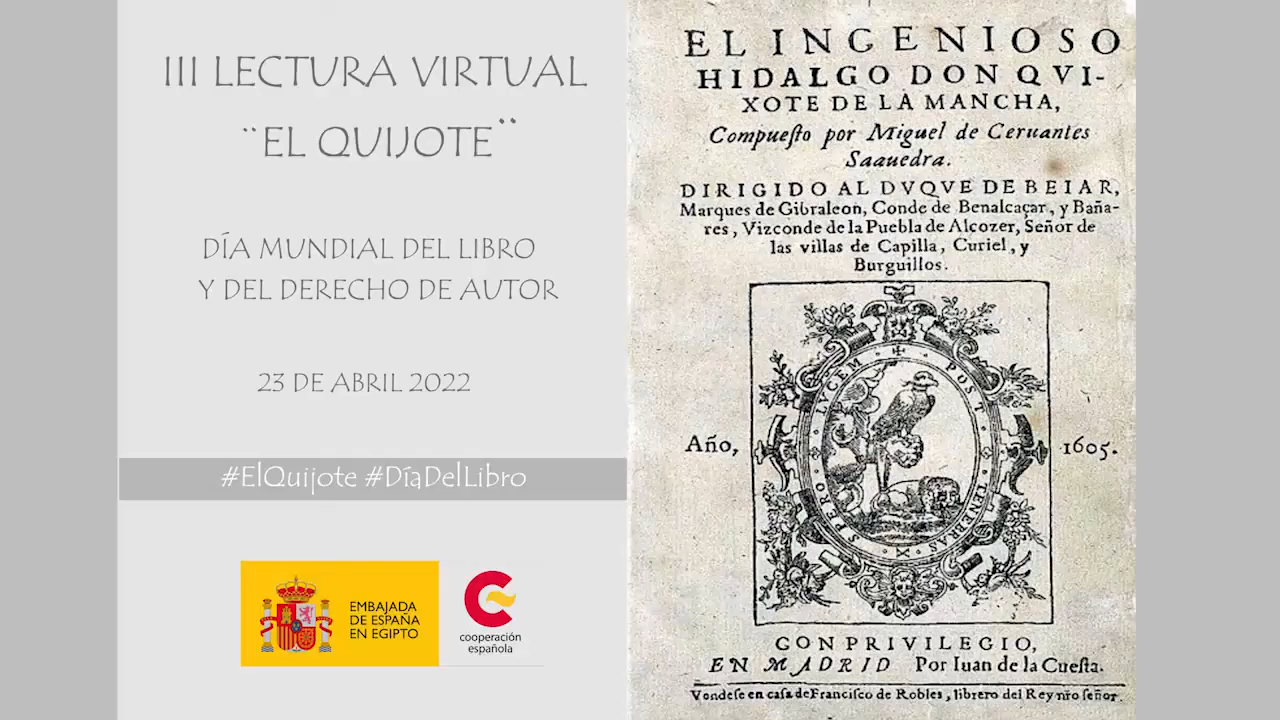 III LECTURA VIRTUAL
¨EL QUIJOTE¨
DÍA MUNDIAL DEL LIBRO
Y DEL DERECHO DE AUTOR
23 DE ABRIL 2022
#ElQuijote #DíaDelLibro
EMBAJADA
DE ESPAÑA
EN EGIPTO
cooperación
española
EL INGENIOSO
HIDALGO DON QVI-
XOTE DE LA MANCHA,
Compuesto por Miguel de Ceruantes
Saauedra.
DIRIGIDO AL DVQVE DE BEIAR,
Marques de Gibraleon, Conde de Benalcaçar, y Baña-
res, Vizconde de la Puebla de Alcozer, Señor de
las villas de Capilla, Curiel, y
Burguillos.
SPERO LVCEM POST TENEBRAS
Año, 1605.
CON PRIVILEGIO,
EN MADRID Por Iuan de la Cuesta.
Vendese en casa de Francisco de Robles, librero del Rey nro señor.